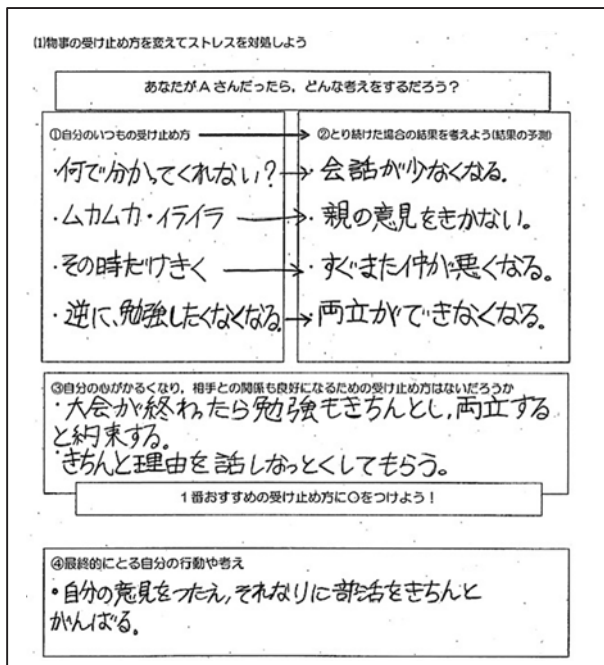 (1)物事の受け止め方を変えてストレスを対処しよう
あなたがAさんだったら,どんな考えをするだろう?
①自分のいつもの受け止め方
・何で分かってくれない?
・ムカムカ・イライラ
・その時だけきく
・逆に、勉強したくなくなる
②とり続けた場合の結果を考えよう(結果の予測)
・会話が少なくなる.
・親の意見をきかない。
・すぐまた仲が悪くなる。
・両立ができなくなる.
③自分の心がかるくなり,相手との関係も良好になるための受け止め方はないだろうか
・大会が終わったら勉強もきちんとし,両立する
と約束する.
・きちんと理由を話しなっとくしてもらう。
1番おすすめの受け止め方に○をつけよう!
④最終的にとる自分の行動や考え
・自分の意見をつたえ,それなりに部活をきちんと
がんばる.